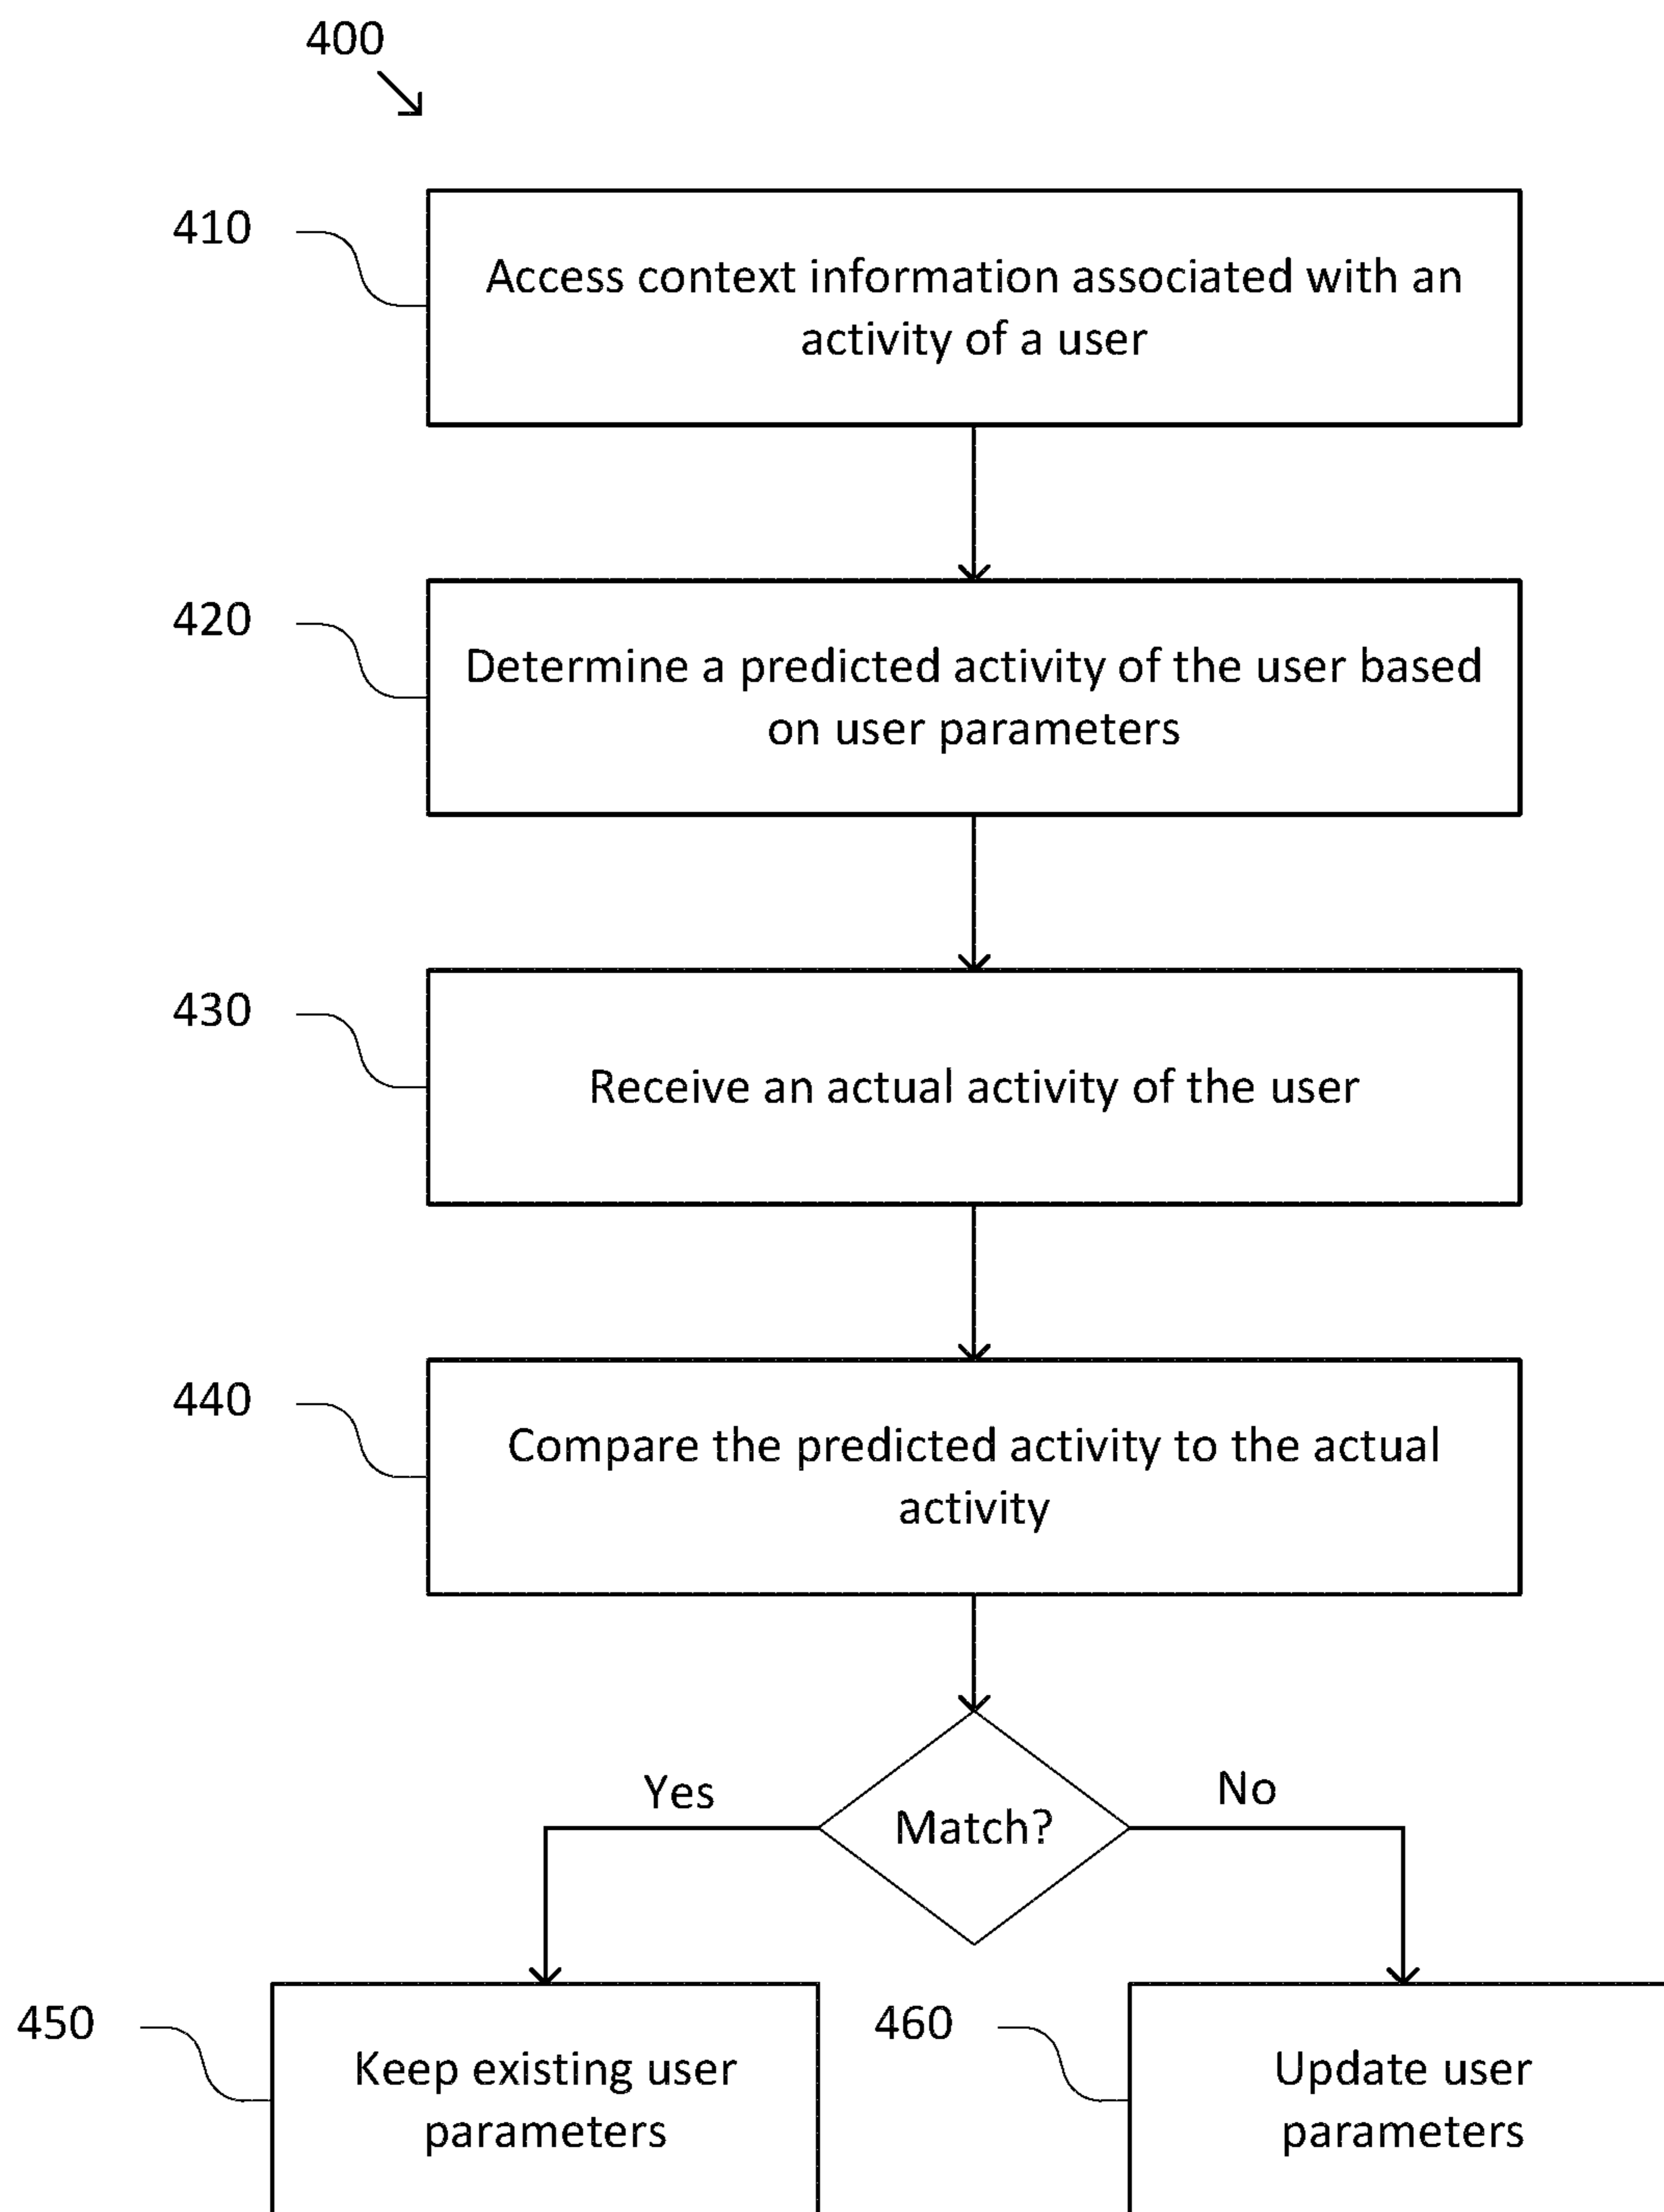 400
410
Access context information associated with an
activity of a user
420
Determine a predicted activity of the user based
on user parameters
430
Receive an actual activity of the user
440
Compare the predicted activity to the actual
activity
Yes
No
Match?
450
Keep existing user
parameters
460
Update user
parameters